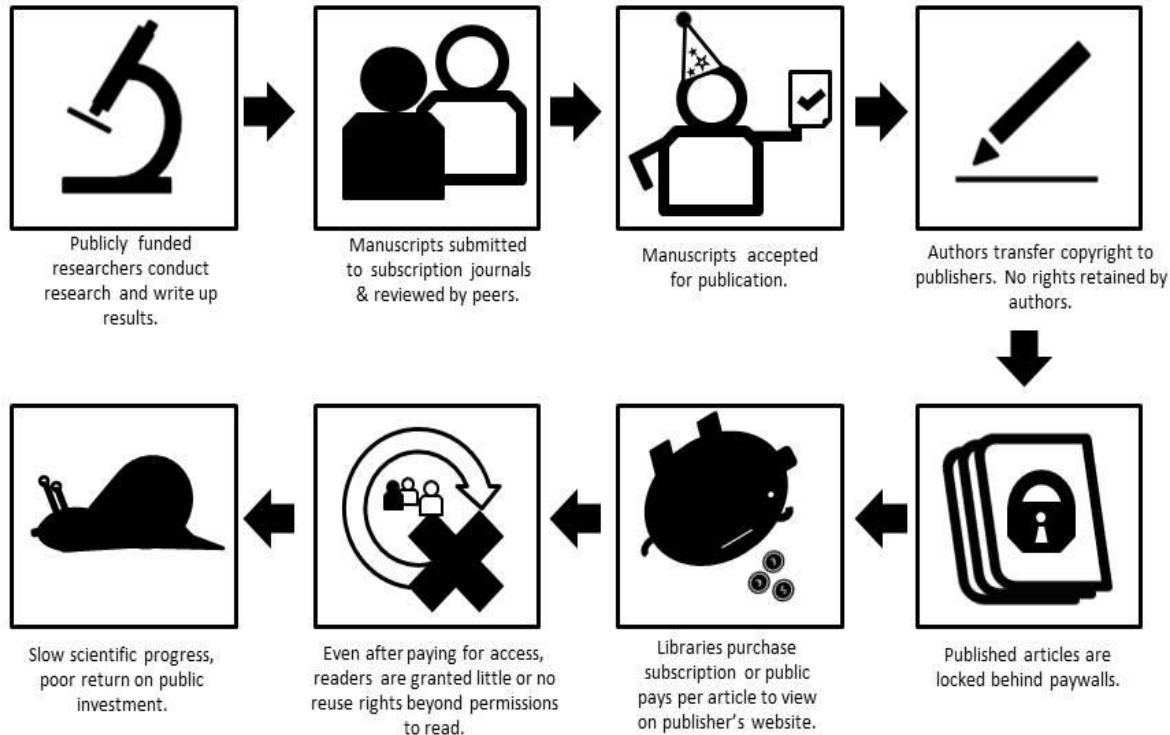 Publicly funded
researchers conduct
research and write up
results.
Manuscripts submitted
to subscription journals
& reviewed by peers.
Manuscripts accepted
for publication.
Authors transfer copyright to
publishers. No rights retained by
authors.
Published articles are
locked behind paywalls.
Libraries purchase
subscription or public
pays per article to view
on publisher's website.
Even after paying for access,
readers are granted little or no
reuse rights beyond permissions
to read.
Slow scientific progress,
poor return on public
investment.